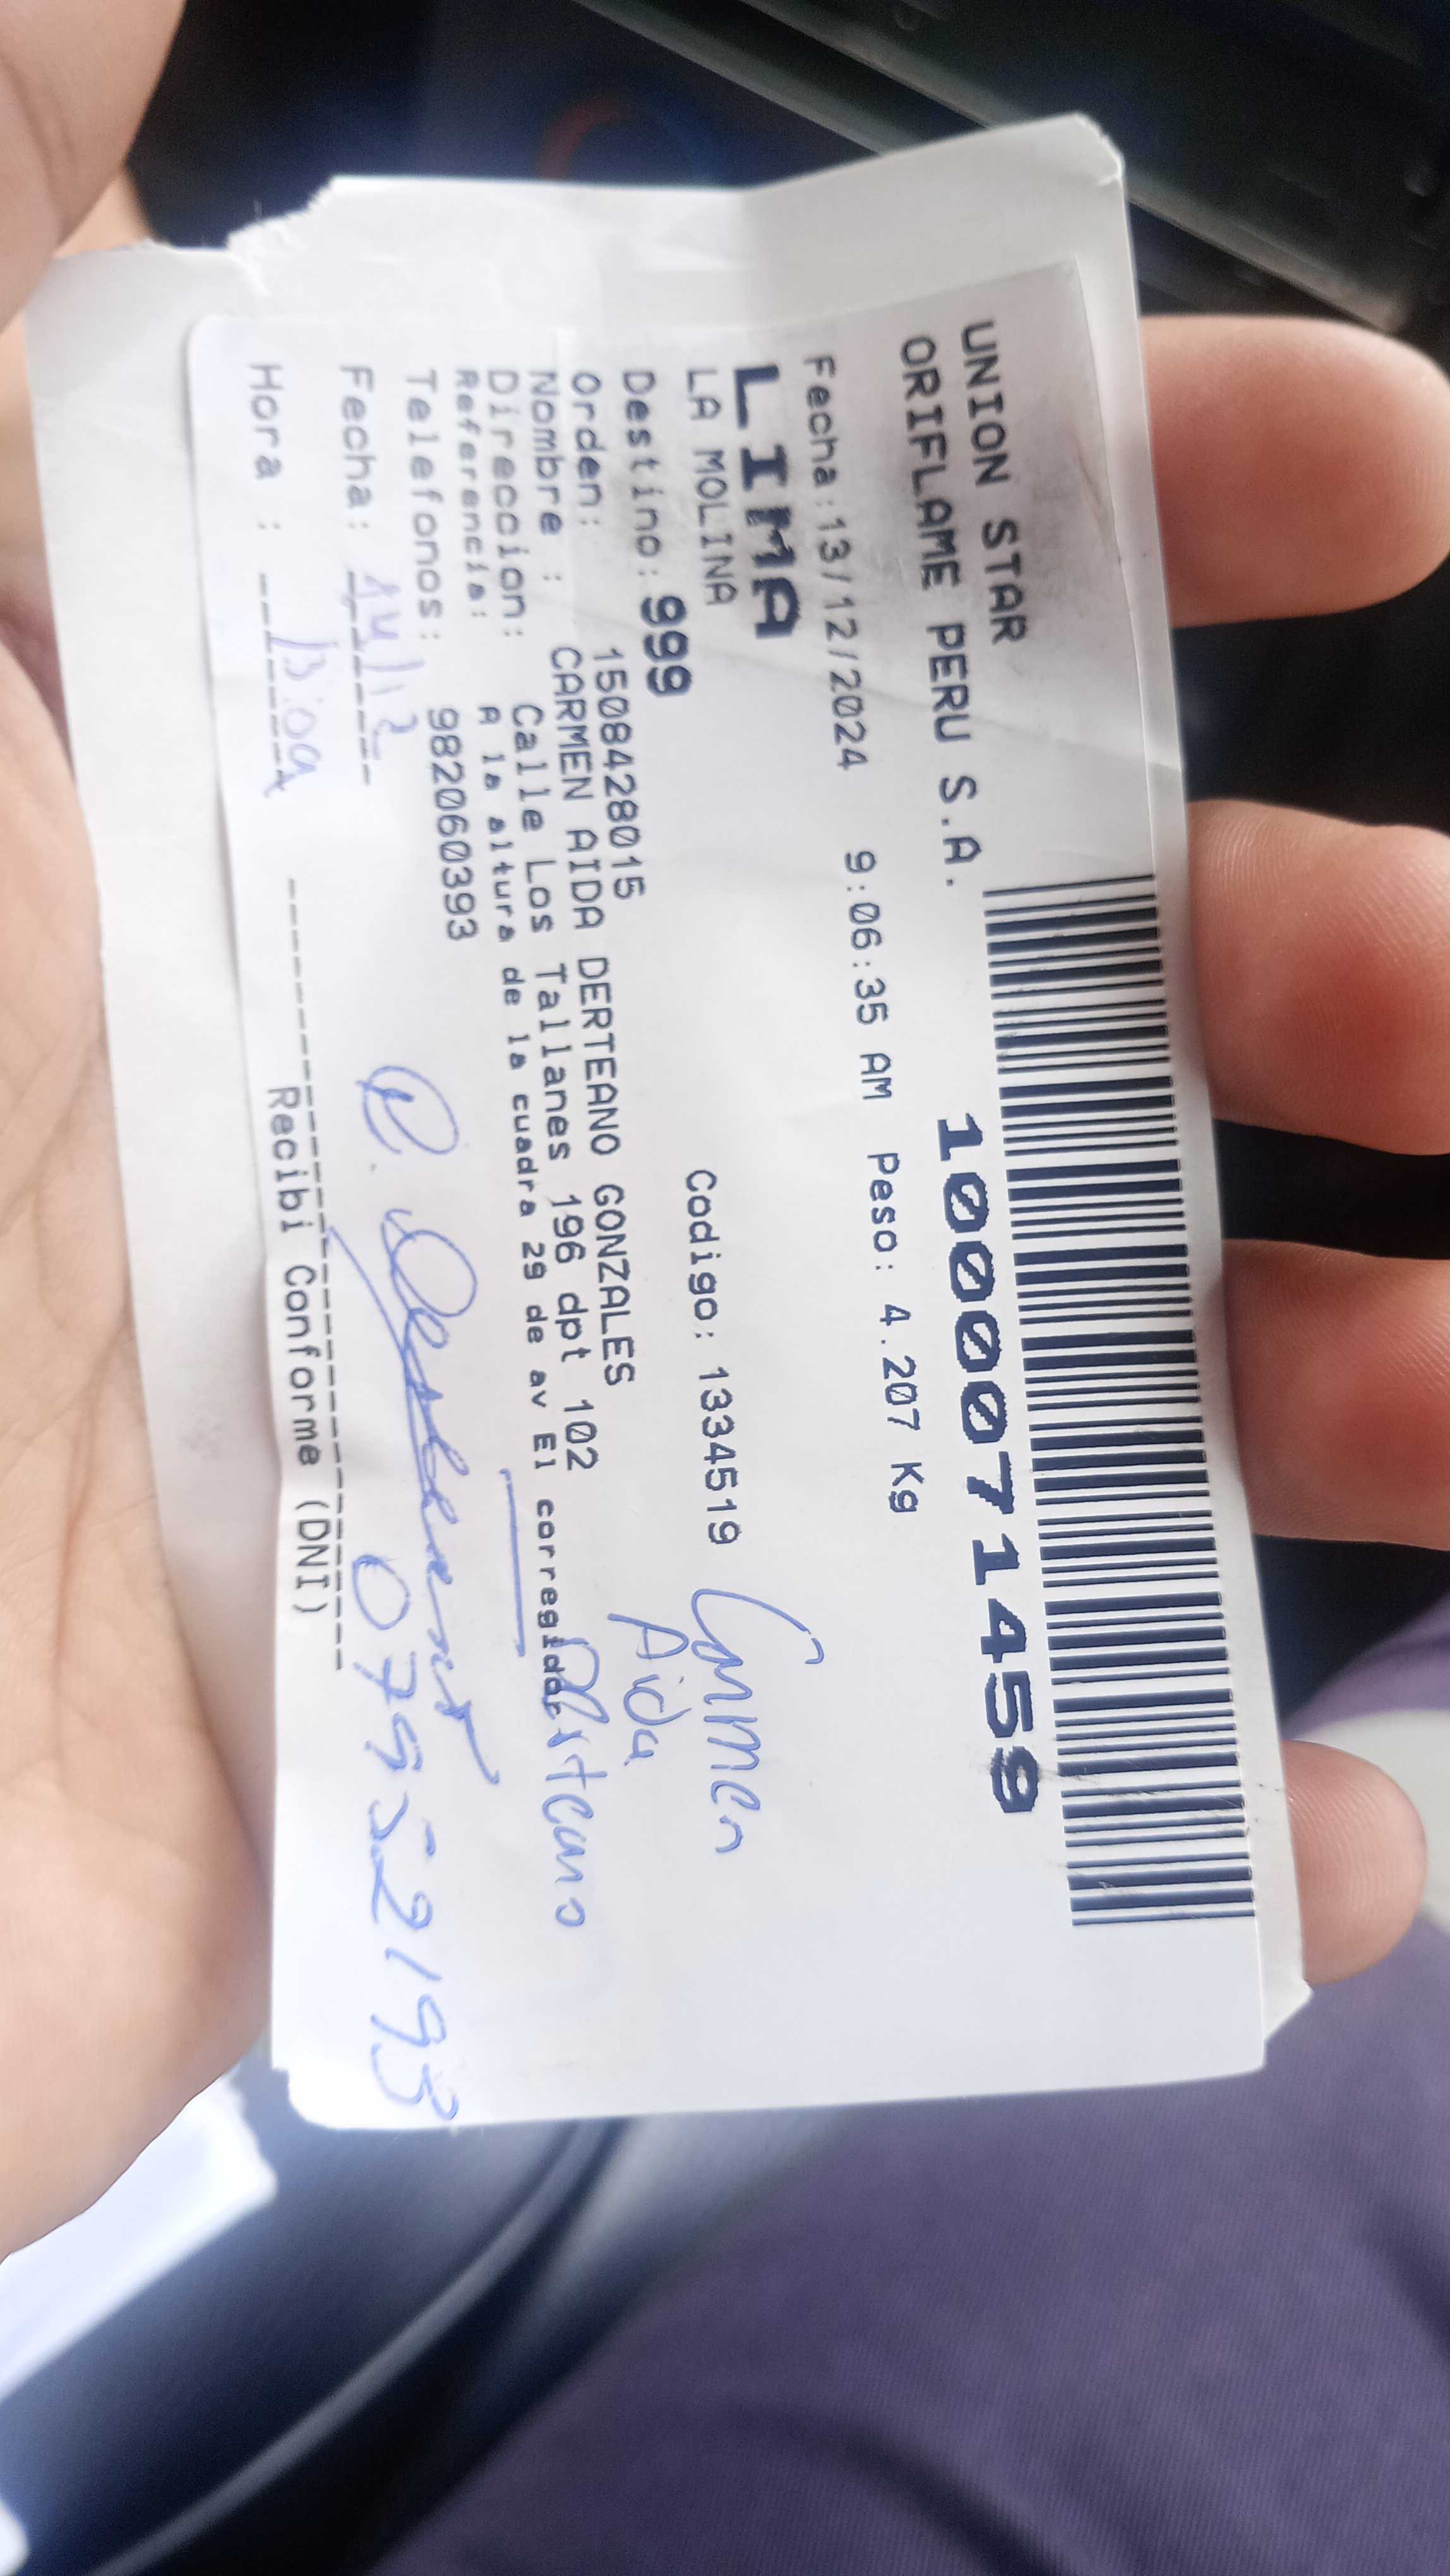 UNION STAR
ORIFLAME PERU S.A.
1000071459
Fecha:13/12/2024 9:06:35 AM Peso: 4.207 Kg
LIMA
LA MOLINA
Codigo: 1334519
Carmen
Destino: 999
Aida
Orden: 1508428015
Nombre : CARMEN AIDA DERTEANO GONZALES
Derteano
Direccion: Calle Los Tallanes 196 dpt 102
Referencia: A la altura de la cuadra 29 de av El corregidor
Telefonos: 982060393
Fecha: 14/12
Hora :
Recibi Conforme (DNI)